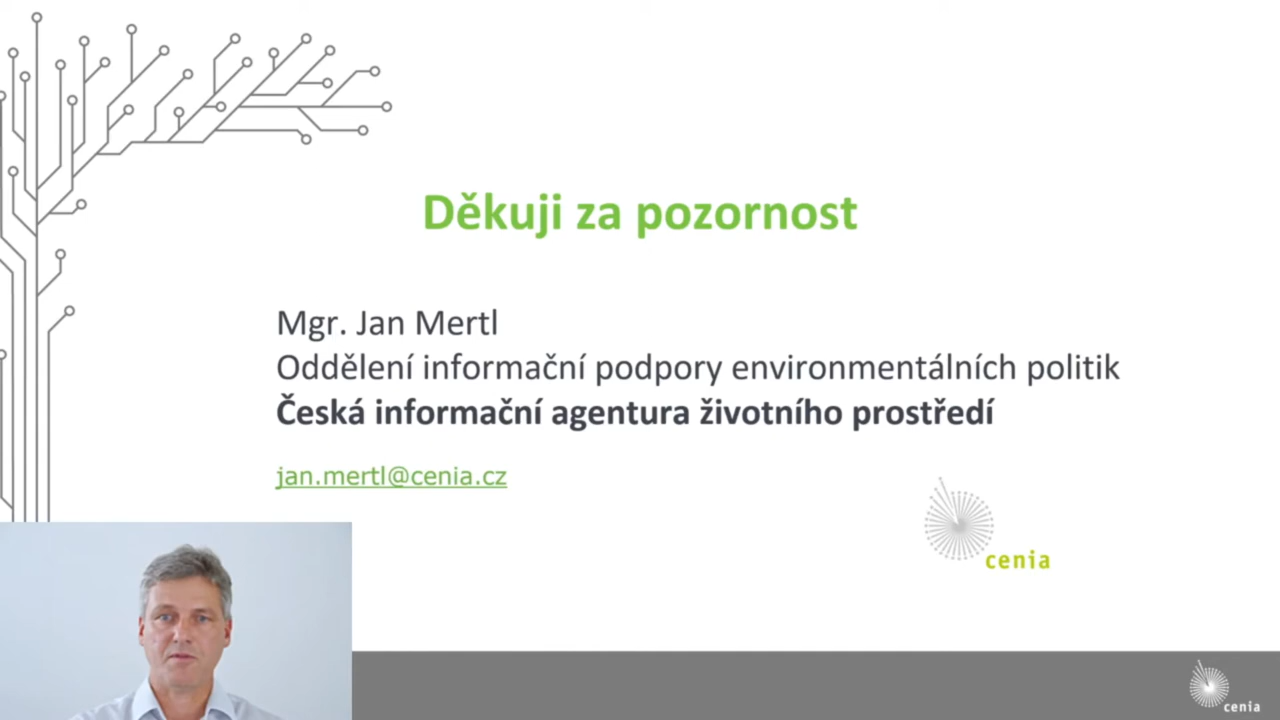 Děkuji za pozornost
Mgr. Jan Mertl
Oddělení informační podpory environmentálních politik
Česká informační agentura životního prostředí
jan.mertl@cenia.cz
cenia
cenia